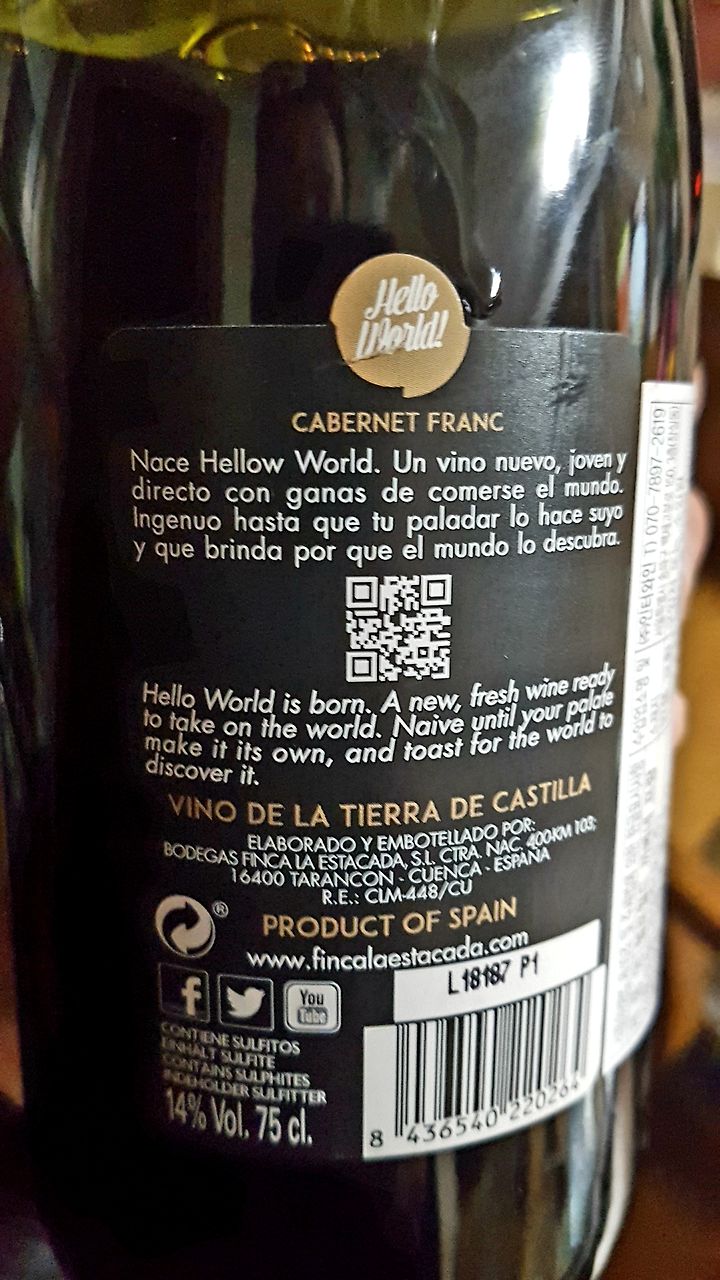 Hello
World!
CABERNET FRANC
Nace Hellow World. Un vino nuevo, joven y
directo con ganas de comerse el mundo.
Ingenuo hasta que tu paladar lo hace suyo
y que brinda por que el mundo lo descubra.
Hello World is born. A new, fresh wine ready
to take on the world. Naive until your palate
make it its own, and toast for the world to
discover it.
VINO DE LA TIERRA DE CASTILLA
ELABORADO Y EMBOTELLADO POR:
BODEGAS FINCA LA ESTACADA, S.L. CTRA. NAC. 400KM 103;
16400 TARANCON - CUENCA - ESPAÑA
R.E.: CLM-448/CU
®
PRODUCT OF SPAIN
www.fincalaestacada.com
L18187 P1
f
You
Tube
CONTIENE SULFITOS
EINHALT SULFITE
CONTAINS SULPHITES
INDEHOLDER SULFITTER
14% Vol. 75 cl.
8 436540 220264
T) 070-7897-2619